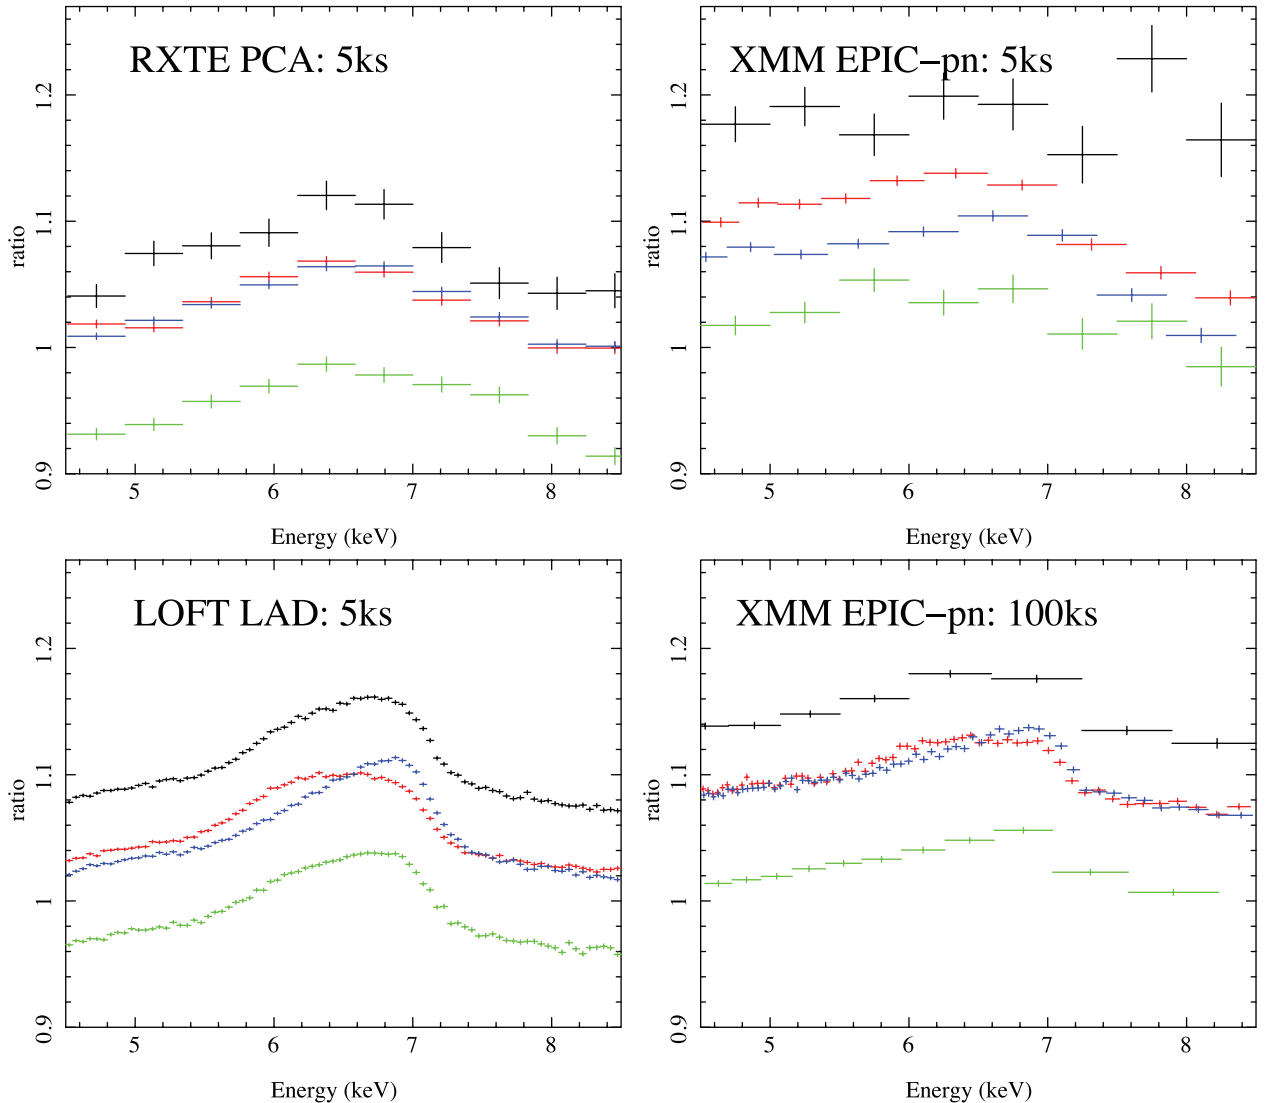 RXTE PCA: 5ks
1.2
1.1
1
0.9
ratio
5 6 7 8
Energy (keV)
XMM EPIC−pn: 5ks
1.2
1.1
1
0.9
ratio
5 6 7 8
Energy (keV)
LOFT LAD: 5ks
1.2
1.1
1
0.9
ratio
5 6 7 8
Energy (keV)
XMM EPIC−pn: 100ks
1.2
1.1
1
0.9
ratio
5 6 7 8
Energy (keV)